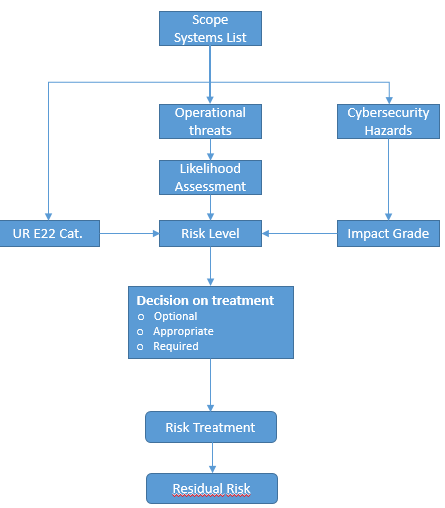 Scope
Systems List
Operational
threats
Cybersecurity
Hazards
Likelihood
Assessment
UR E22 Cat.
Risk Level
Impact Grade
Decision on treatment
o Optional
o Appropriate
o Required
Risk Treatment
Residual Risk